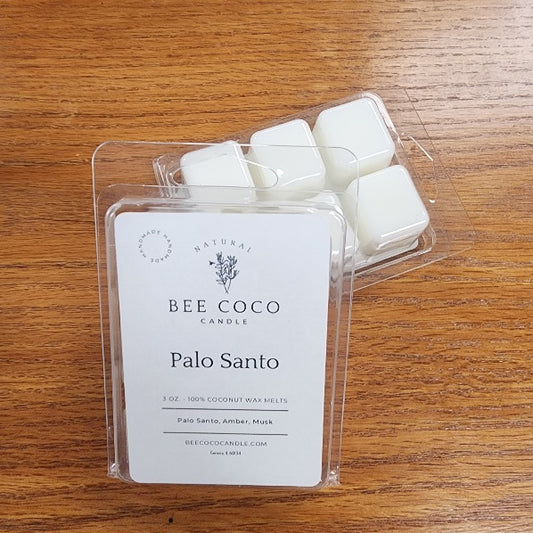 HANDMADE HANDMADE
NATURAL
BEE COCO
CANDLE
Palo Santo
3 OZ. - 100% COCONUT WAX MELTS
Palo Santo, Amber, Musk
BEECOCOCANDLE.COM